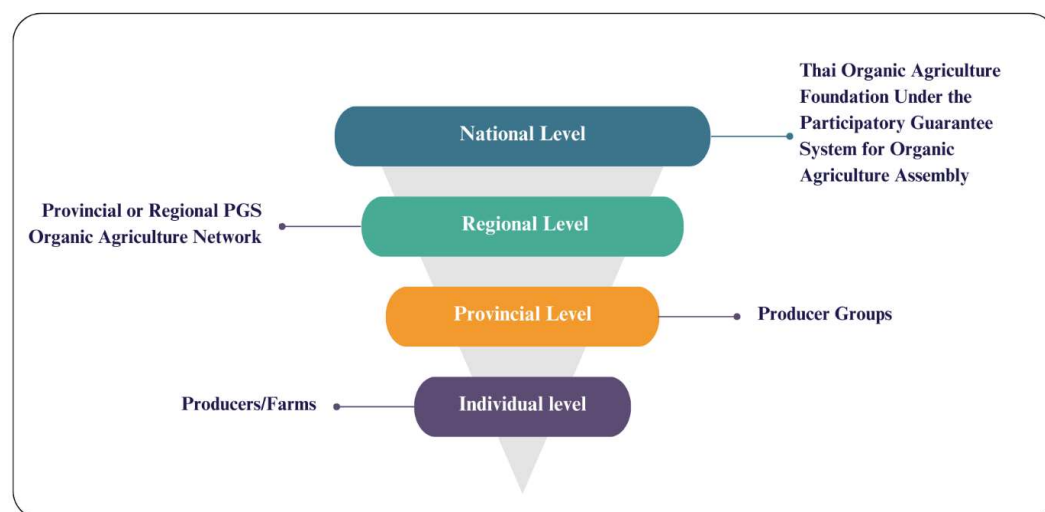 Thai Organic Agriculture
Foundation Under the
Participatory Guarantee
System for Organic
Agriculture Assembly
National Level
Provincial or Regional PGS
Organic Agriculture Network
Regional Level
Provincial Level
Producer Groups
Producers/Farms
Individual level